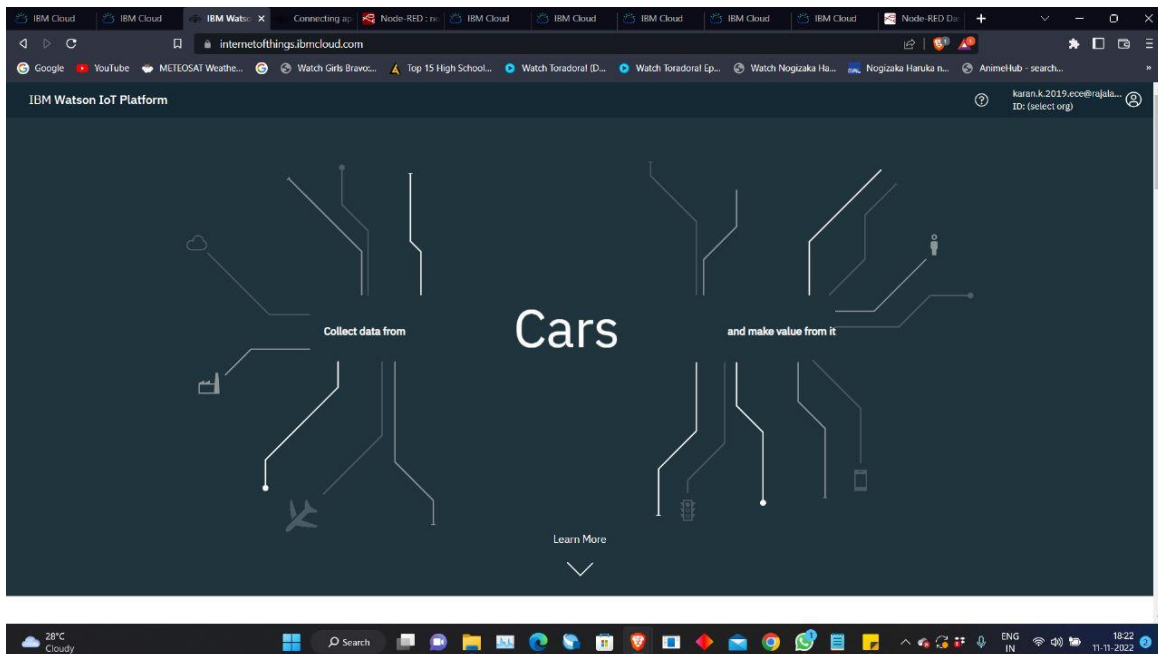 IBM Cloud IBM Cloud IBM Watso Connecting ap Node-RED : no IBM Cloud IBM Cloud IBM Cloud IBM Cloud IBM Cloud Node-RED Da
internetofthings.ibmcloud.com
Google YouTube METEOSAT Weathe... Watch Girls Bravo:... Top 15 High School... Watch Toradora! (D... Watch Toradora! Ep... Watch Nogizaka Ha... Nogizaka Haruka n... AnimeHub - search... »
IBM Watson IoT Platform
karan.k.2019.ece@rajala...
ID: (select org)
Collect data from Cars and make value from it
Learn More
28°C
Cloudy
Search
ENG
IN
18:22
11-11-2022